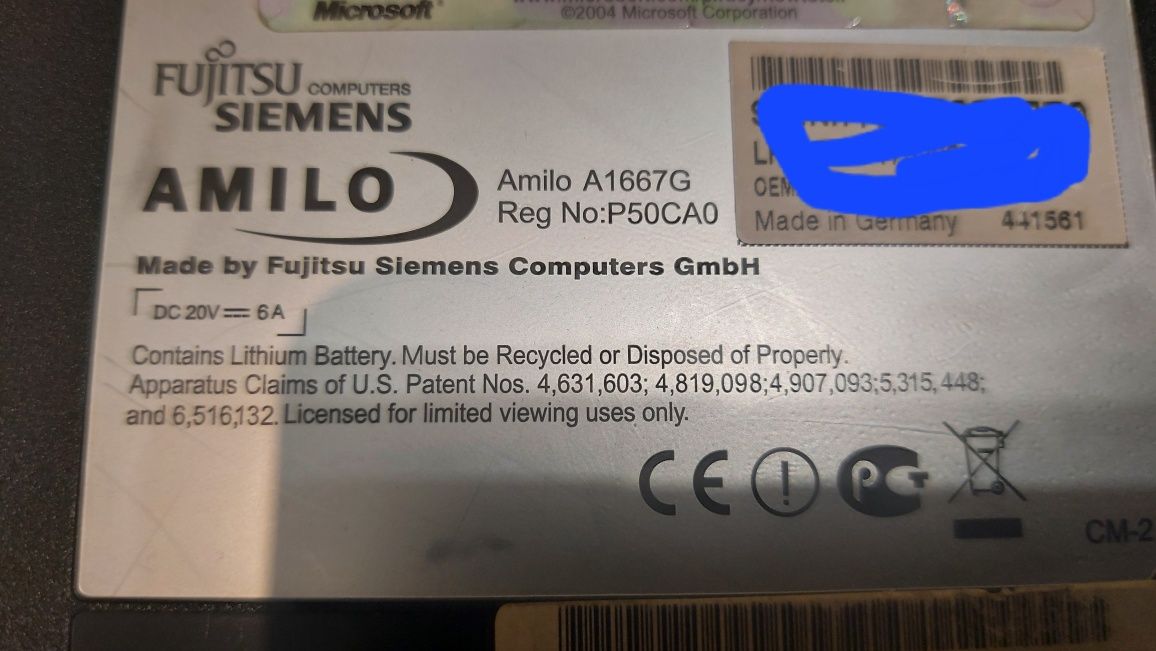 Microsoft®
©2004 Microsoft Corporation
FUJITSU COMPUTERS
SIEMENS
AMILO
Amilo A1667G
Reg No:P50CA0
OEM
Made in Germany 441561
Made by Fujitsu Siemens Computers GmbH
DC 20V⎓ 6A
Contains Lithium Battery. Must be Recycled or Disposed of Properly.
Apparatus Claims of U.S. Patent Nos. 4,631,603; 4,819,098;4,907,093;5,315,448;
and 6,516,132. Licensed for limited viewing uses only.
CE
PCT
CM-2